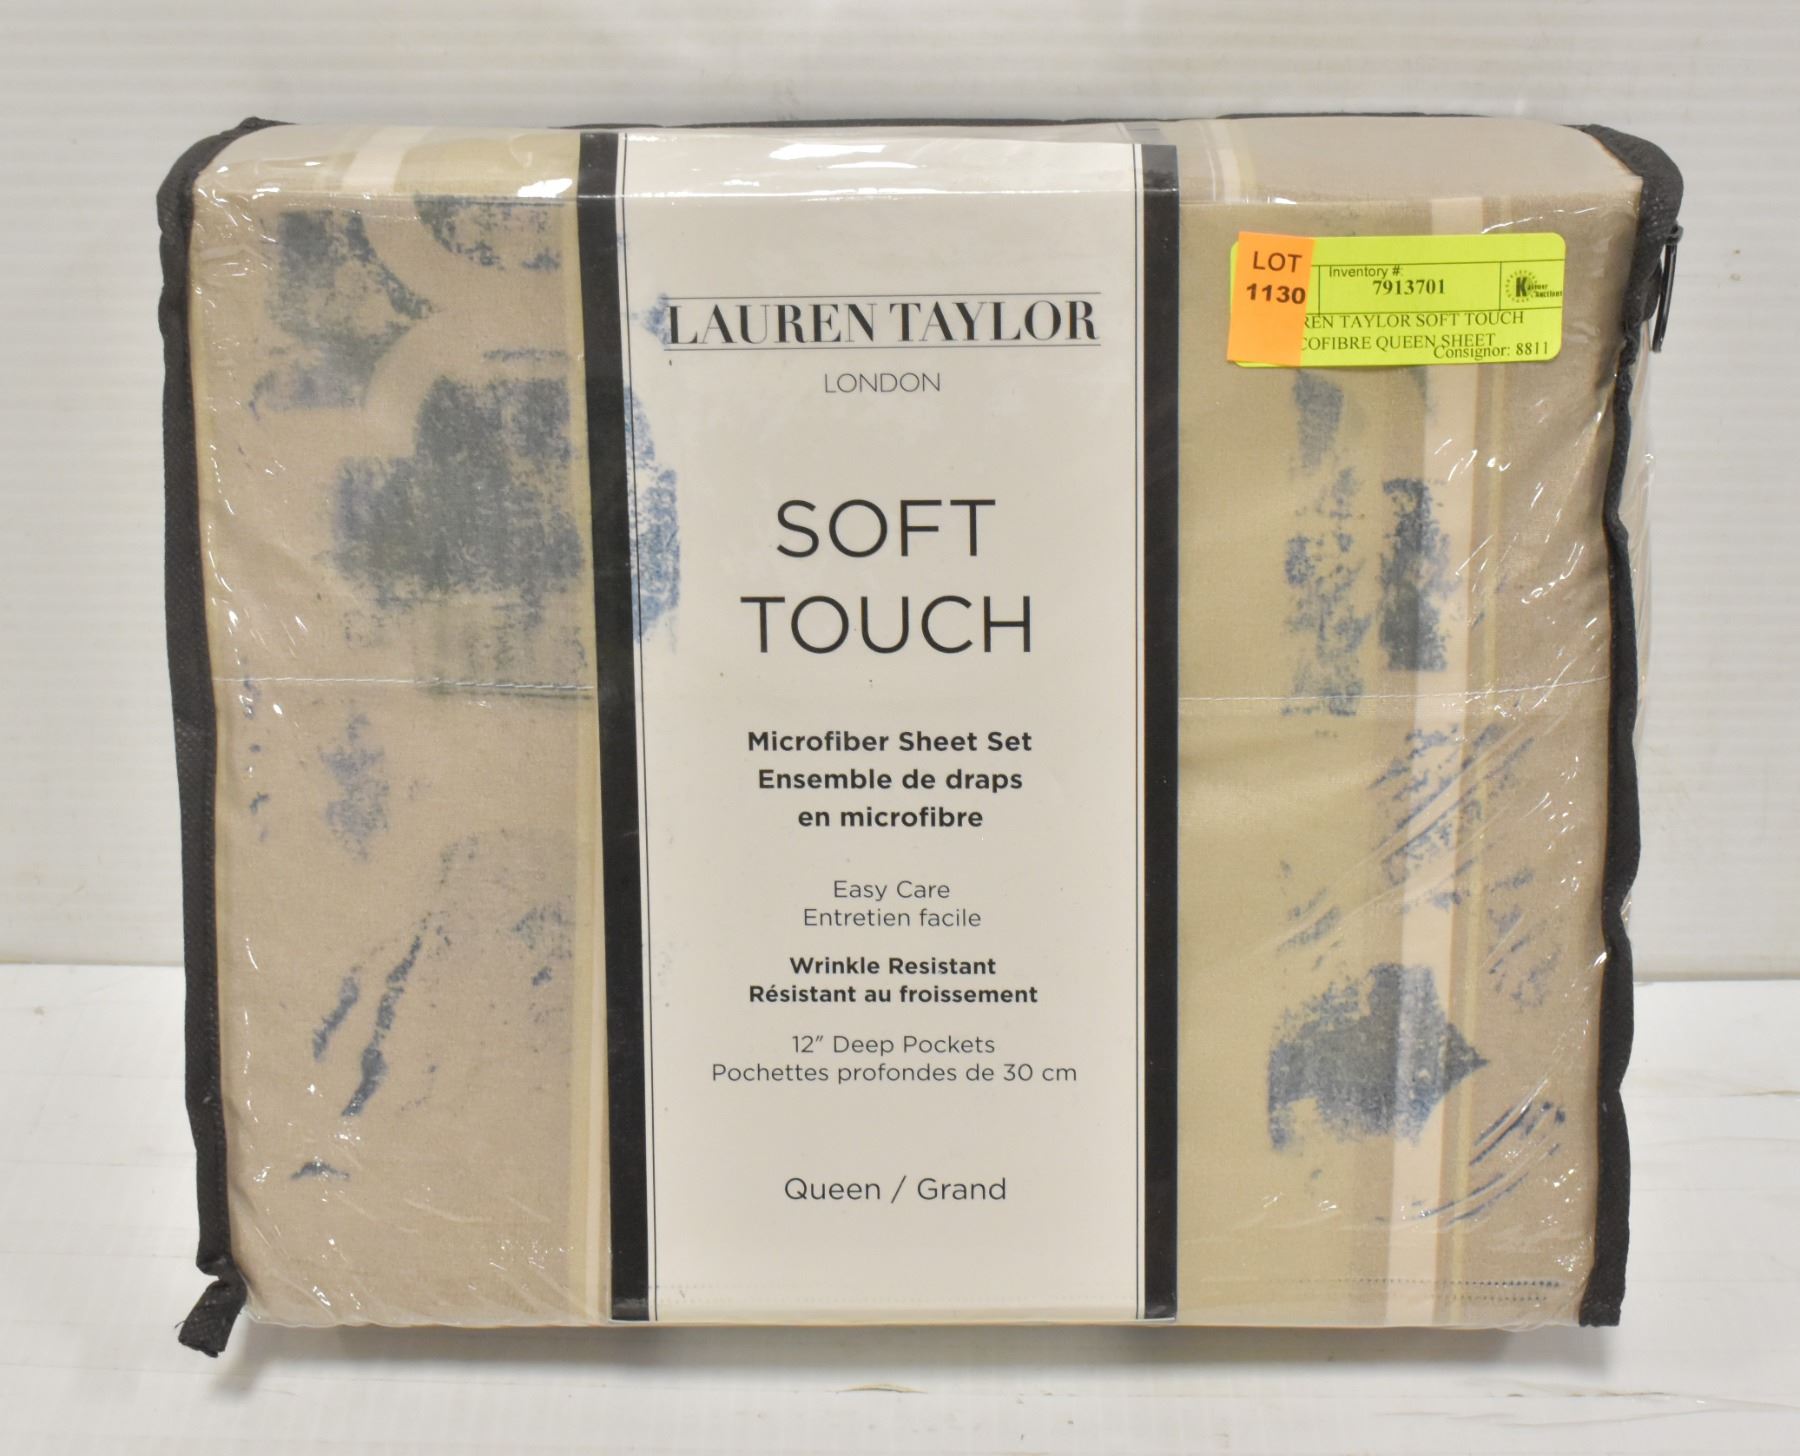 LAUREN TAYLOR
LONDON
SOFT
TOUCH
Microfiber Sheet Set
Ensemble de draps
en microfibre
Easy Care
Entretien facile
Wrinkle Resistant
Résistant au froissement
12" Deep Pockets
Pochettes profondes de 30 cm
Queen / Grand
LOT
1130
Inventory #:
7913701
TAYLOR SOFT TOUCH
QUEEN SHEET
Consignor: 8811